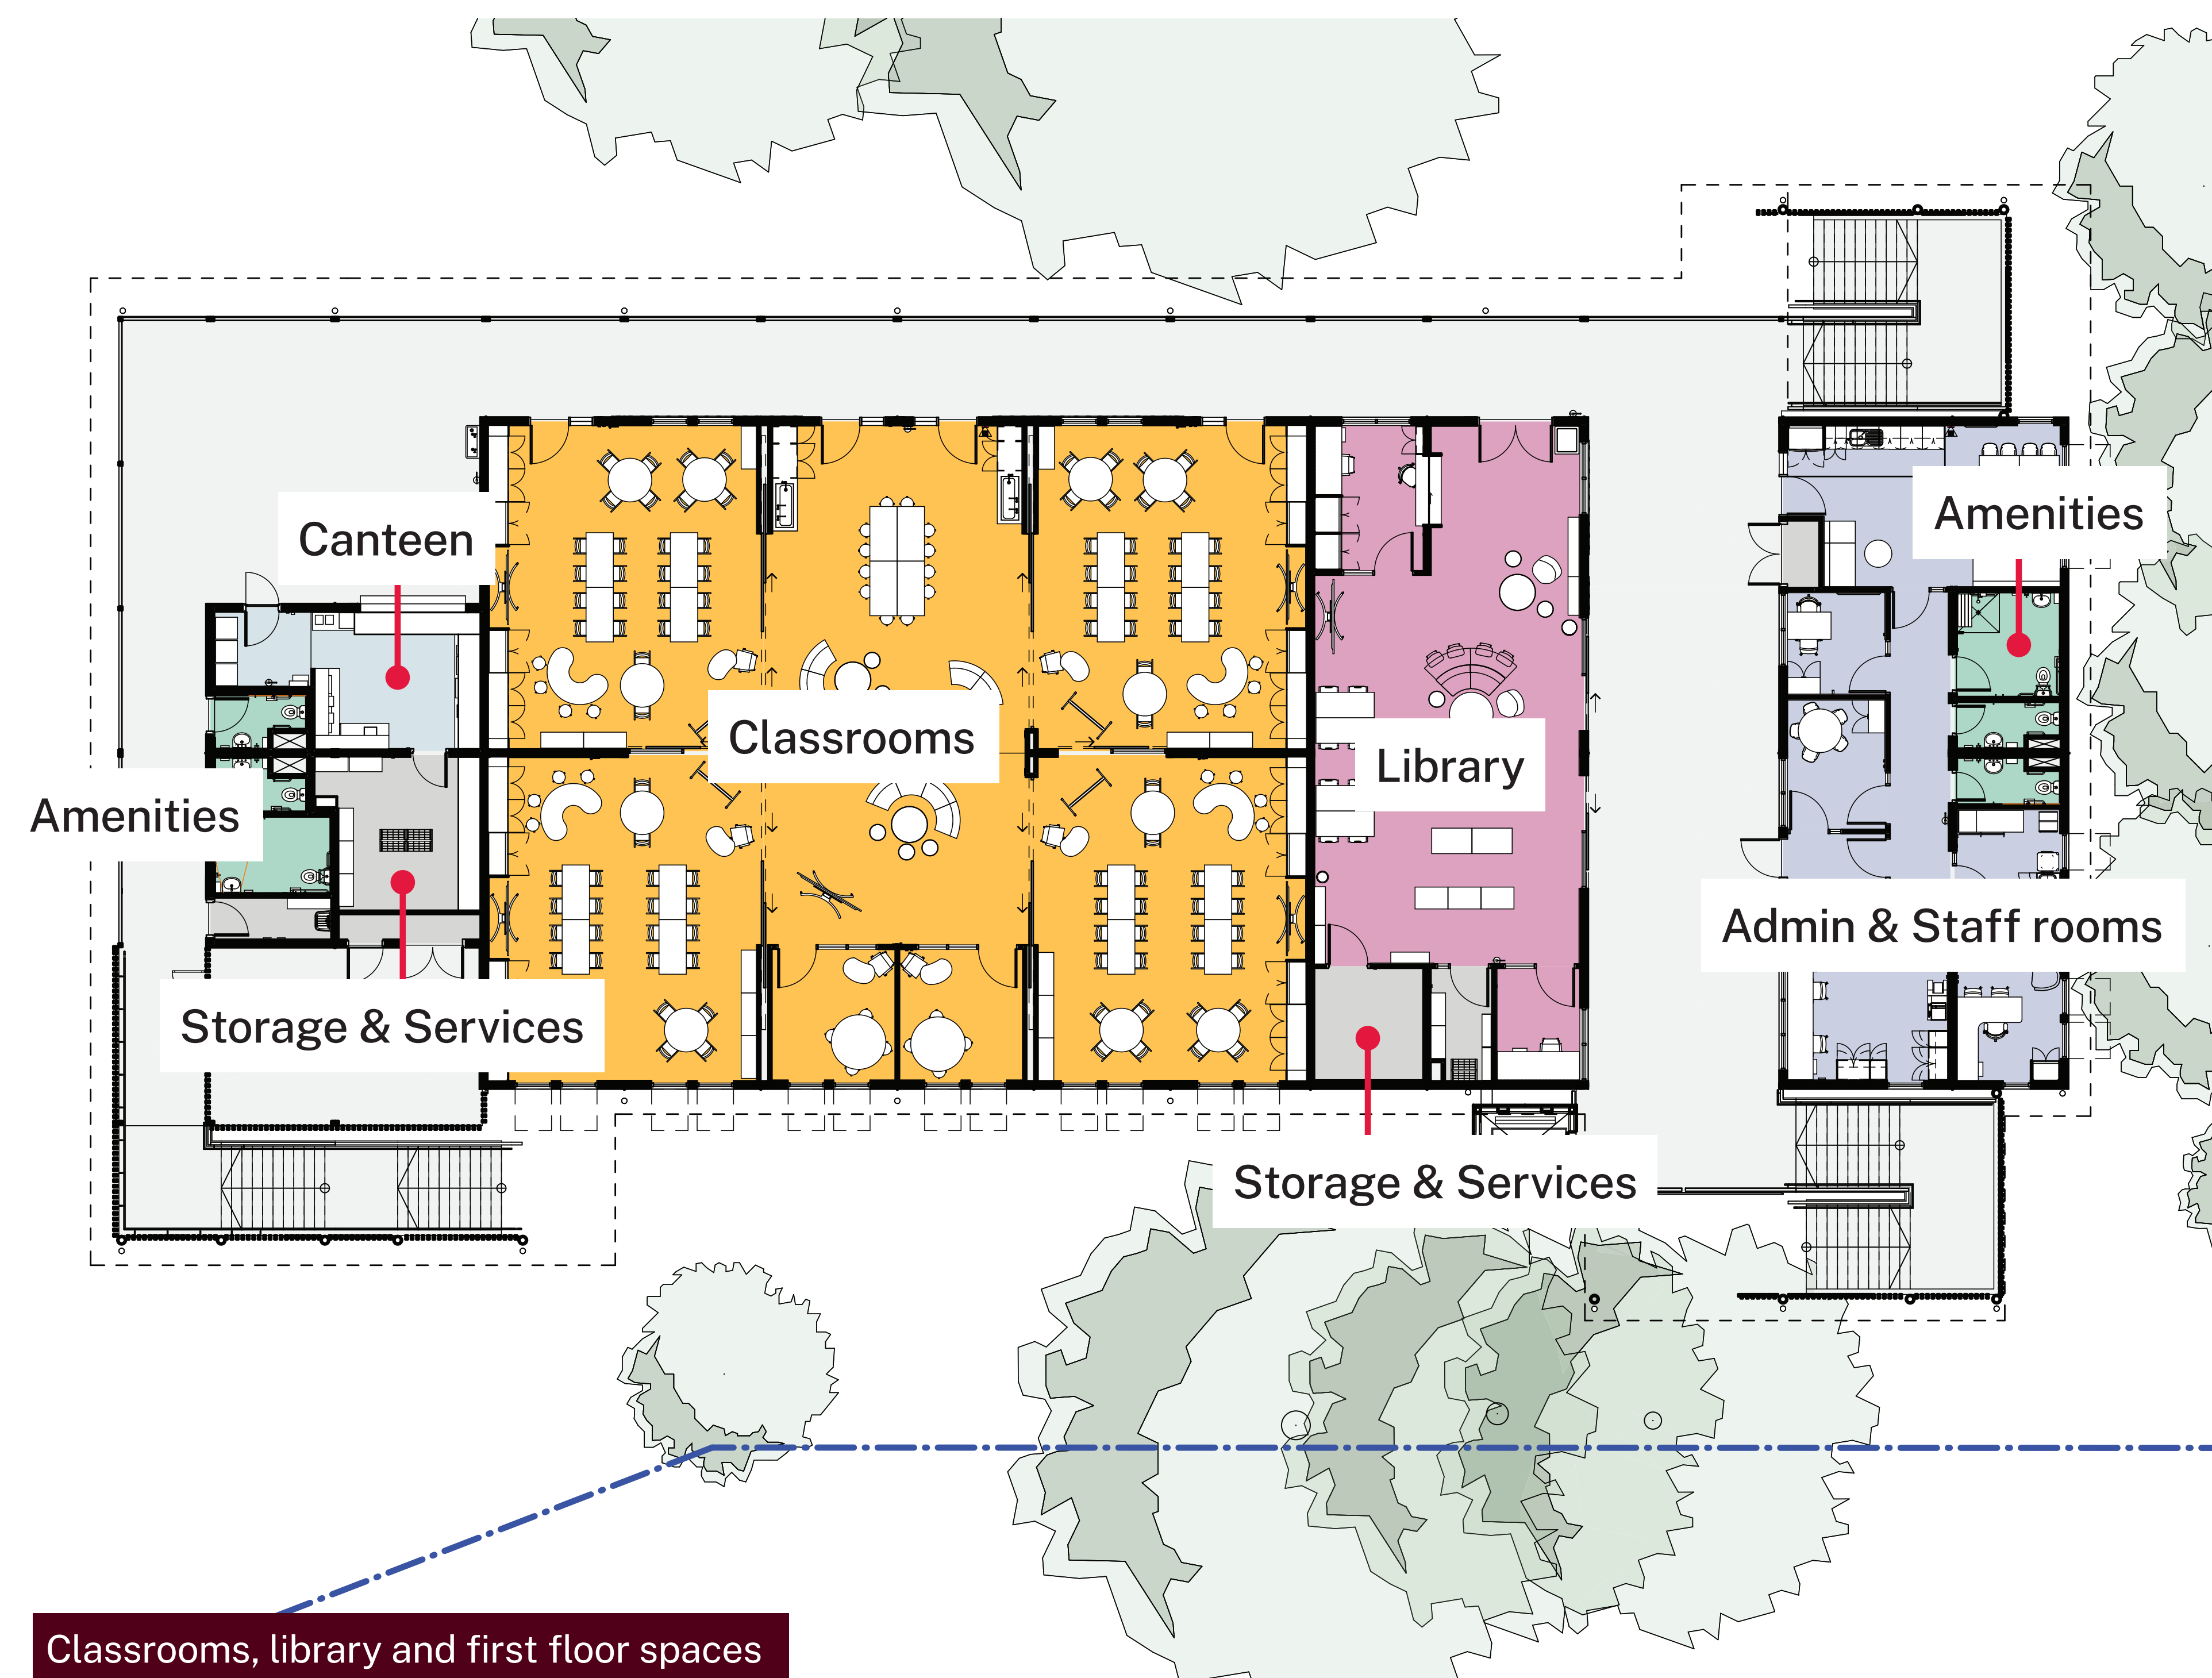 Canteen
Amenities
Classrooms
Library
Amenities
Admin & Staff rooms
Storage & Services
Storage & Services
Classrooms, library and first floor spaces